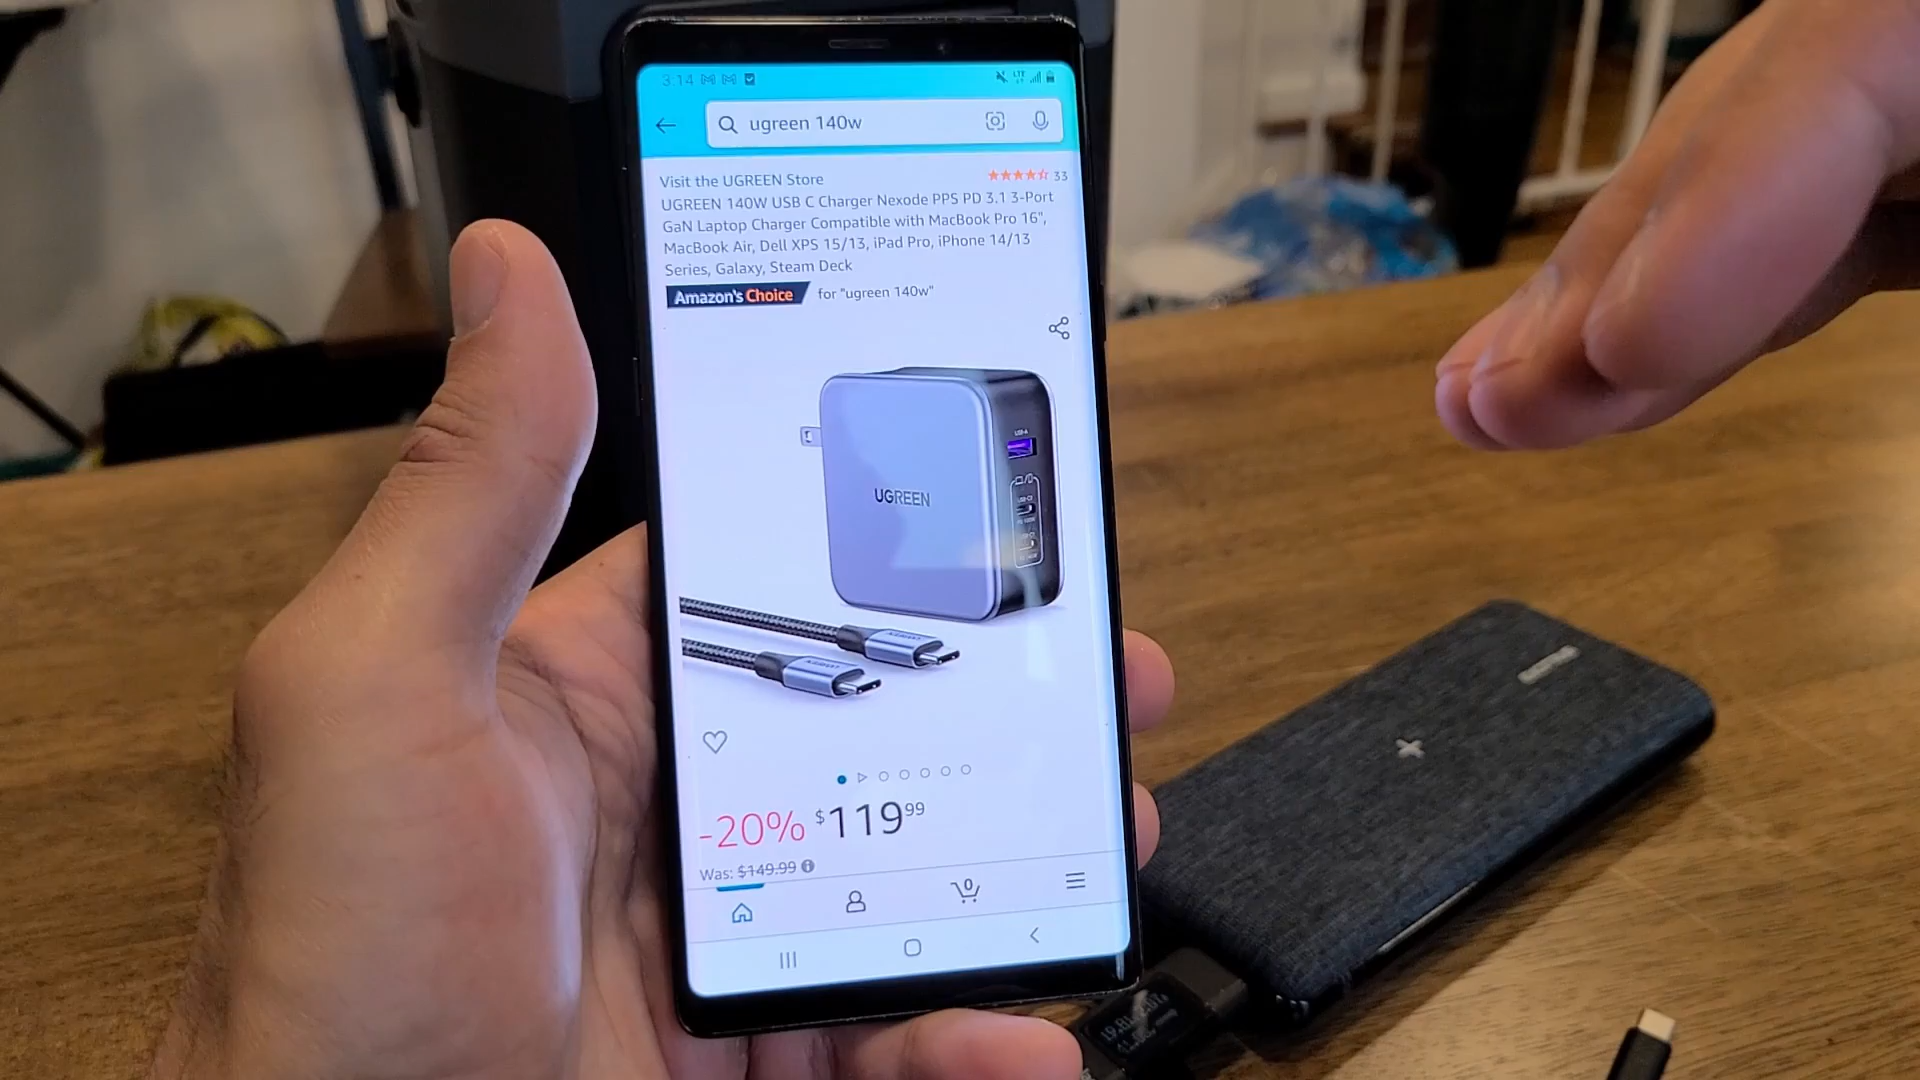 3:14
LTE
ugreen 140w
Visit the UGREEN Store
33
UGREEN 140W USB C Charger Nexode PPS PD 3.1 3-Port
GaN Laptop Charger Compatible with MacBook Pro 16",
MacBook Air, Dell XPS 15/13, iPad Pro, iPhone 14/13
Series, Galaxy, Steam Deck
Amazon's Choice for "ugreen 140w"
USB-A
UGREEN
-20% $119 99
Was: $149.99
0